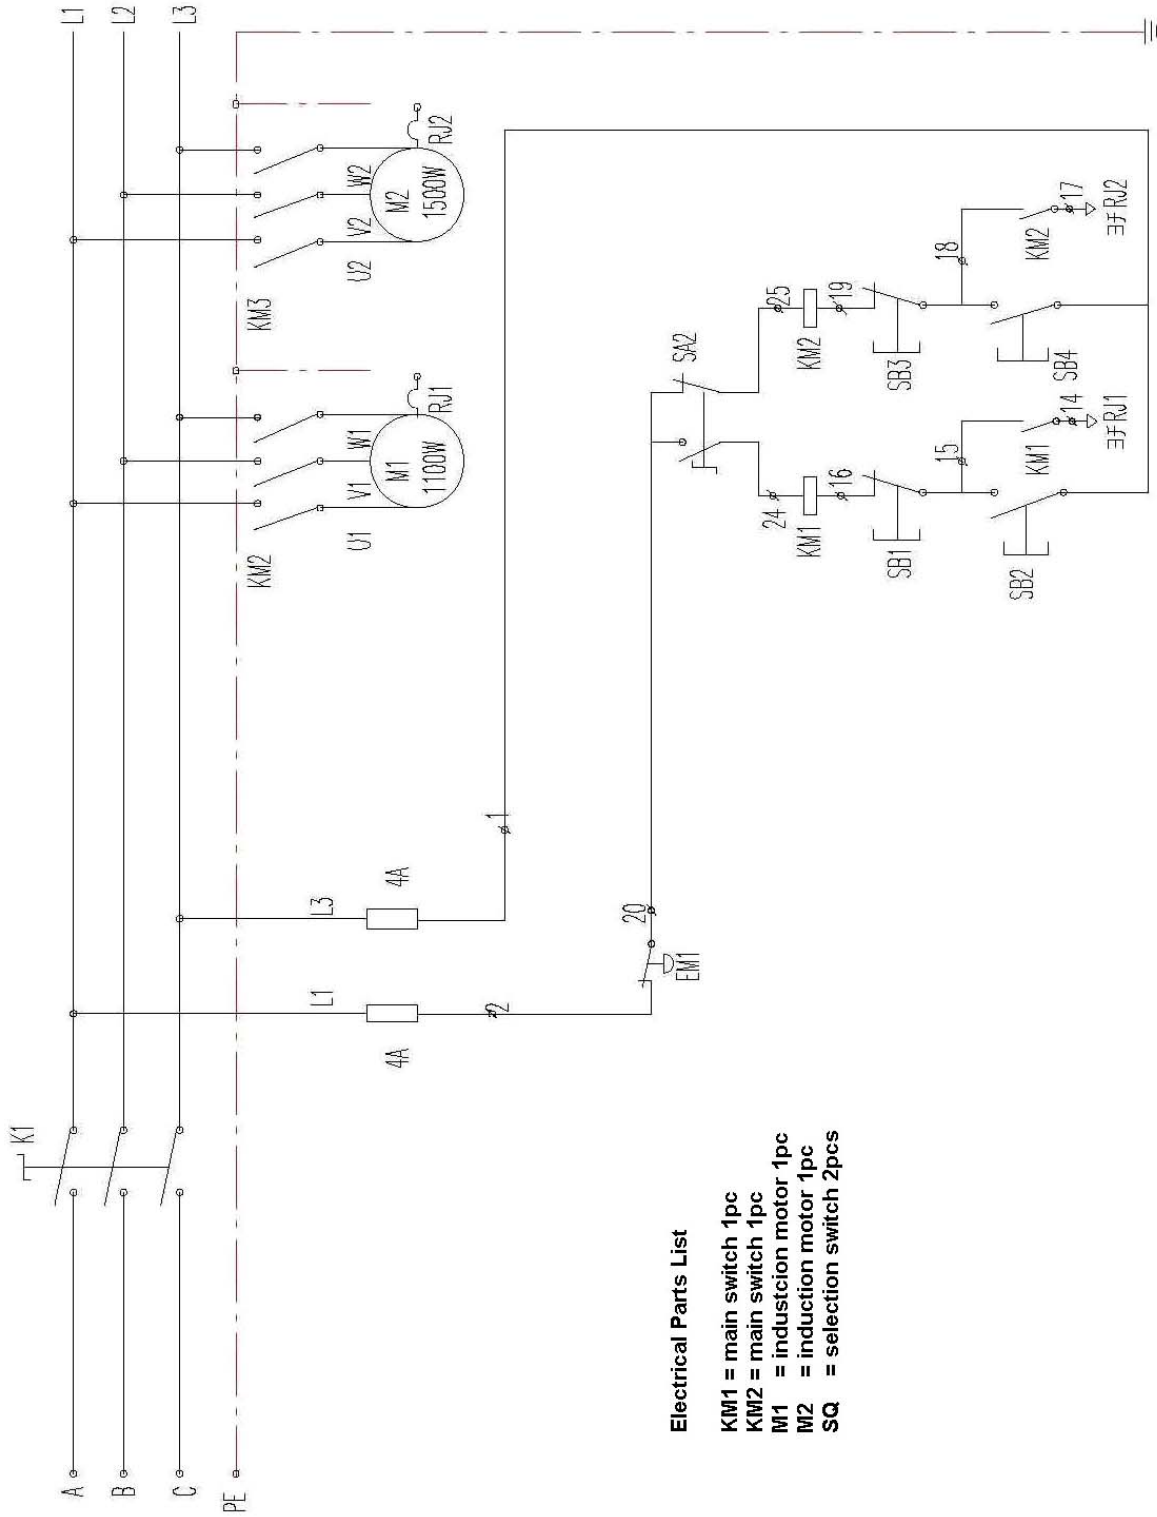 K1
A
B
C
PE
L1
L2
L3
L1
L3
4A
4A
2
1
KM2
U1
V1
W1
M1
1100W
RJ1
KM3
U2
V2
W2
M2
1500W
RJ2
EM1
20
SA2
24
25
KM1
KM2
16
19
SB1
SB3
15
18
SB2
SB4
KM1
KM2
14
17
RJ1
RJ2
Electrical Parts List
KM1 = main switch 1pc
KM2 = main switch 1pc
M1 = industcion motor 1pc
M2 = induction motor 1pc
SQ = selection switch 2pcs